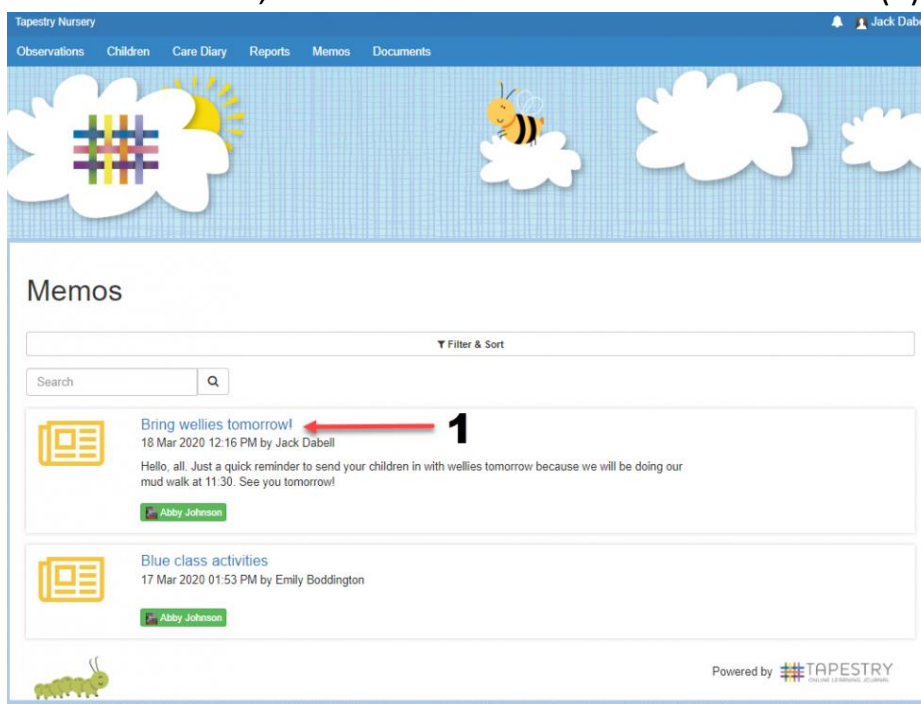 Tapestry Nursery Jack Dabe
Observations Children Care Diary Reports Memos Documents
Memos
Filter & Sort
Search
Bring wellies tomorrow! 1
18 Mar 2020 12:16 PM by Jack Dabell
Hello, all. Just a quick reminder to send your children in with wellies tomorrow because we will be doing our
mud walk at 11:30. See you tomorrow!
Abby Johnson
Blue class activities
17 Mar 2020 01:53 PM by Emily Boddington
Abby Johnson
Powered by TAPESTRY
ONLINE LEARNING JOURNAL